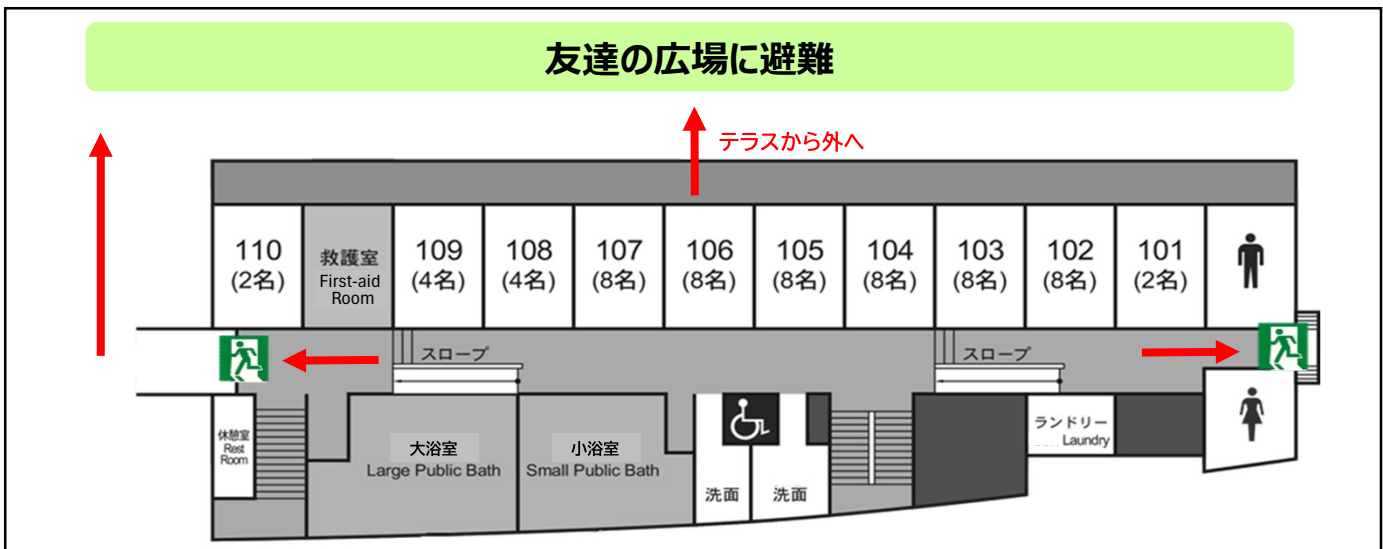 友達の広場に避難
テラスから外へ
110
(2名)
救護室
First-aid
Room
109
(4名)
108
(4名)
107
(8名)
106
(8名)
105
(8名)
104
(8名)
103
(8名)
102
(8名)
101
(2名)
スロープ
スロープ
休憩室
Rest
Room
大浴室
Large Public Bath
小浴室
Small Public Bath
洗面
洗面
ランドリー
Laundry